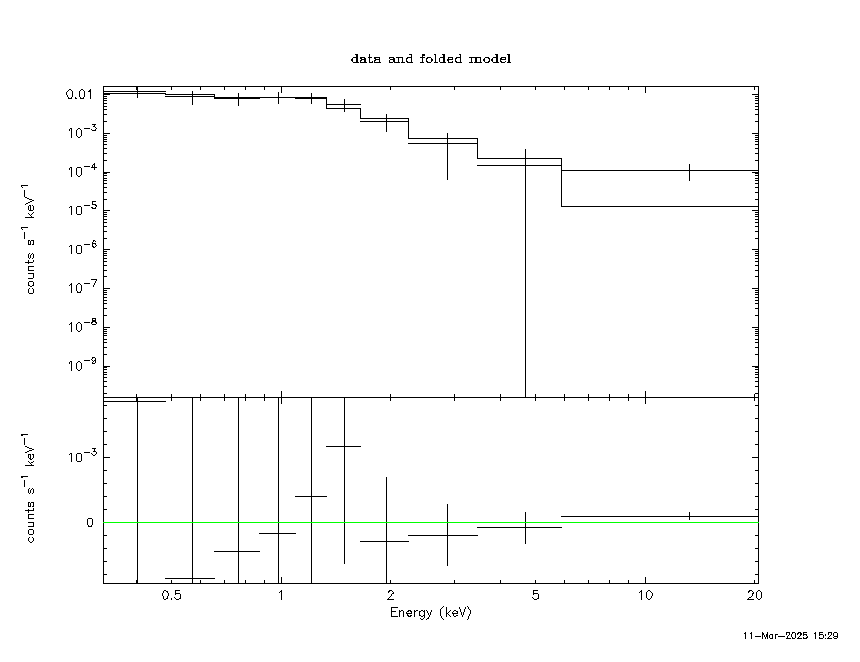 data and folded model
0.01
10⁻³
10⁻⁴
10⁻⁵
10⁻⁶
10⁻⁷
10⁻⁸
10⁻⁹
counts s⁻¹ keV⁻¹
10⁻³
0
counts s⁻¹ keV⁻¹
0.5 1 2 5 10 20
Energy (keV)
11-Mar-2025 15:29